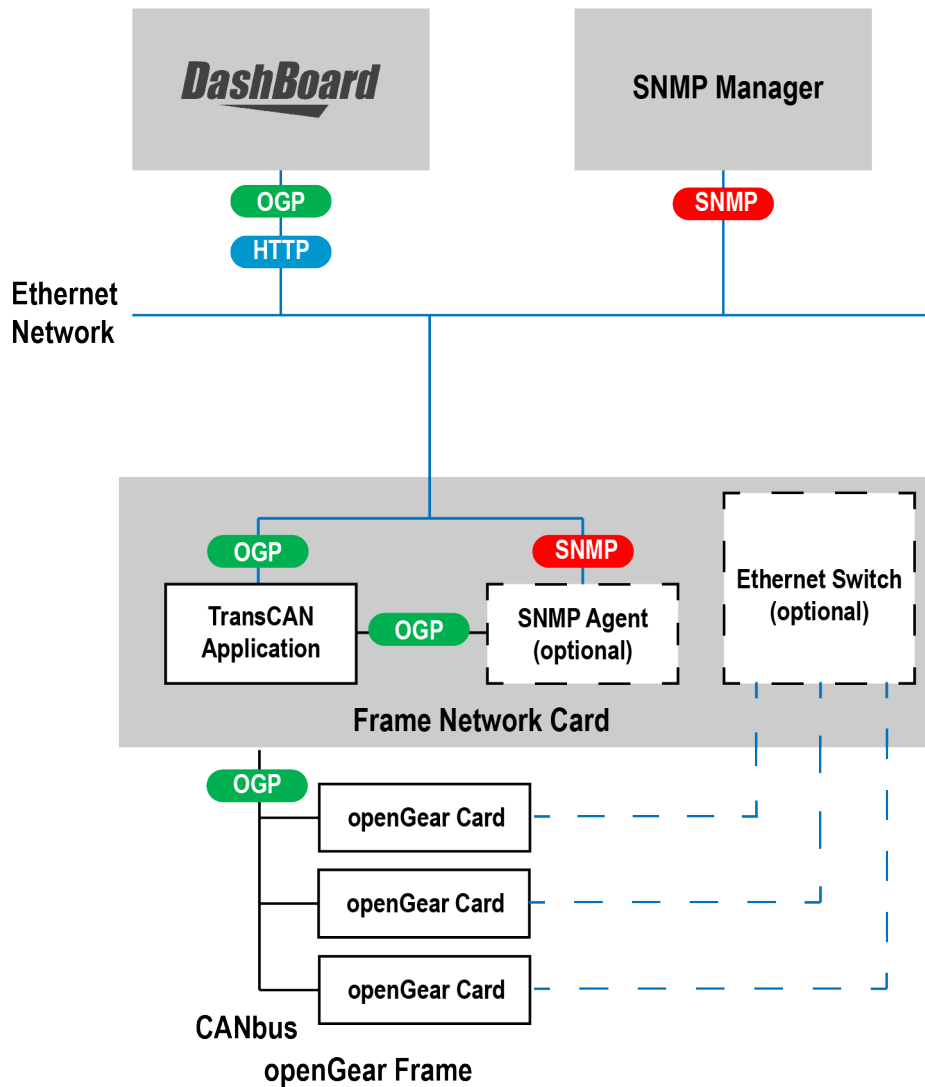 DashBoard
SNMP Manager
OGP
SNMP
HTTP
Ethernet
Network
OGP
SNMP
TransCAN
Application
OGP
SNMP Agent
(optional)
Ethernet Switch
(optional)
Frame Network Card
OGP
openGear Card
openGear Card
openGear Card
CANbus
openGear Frame